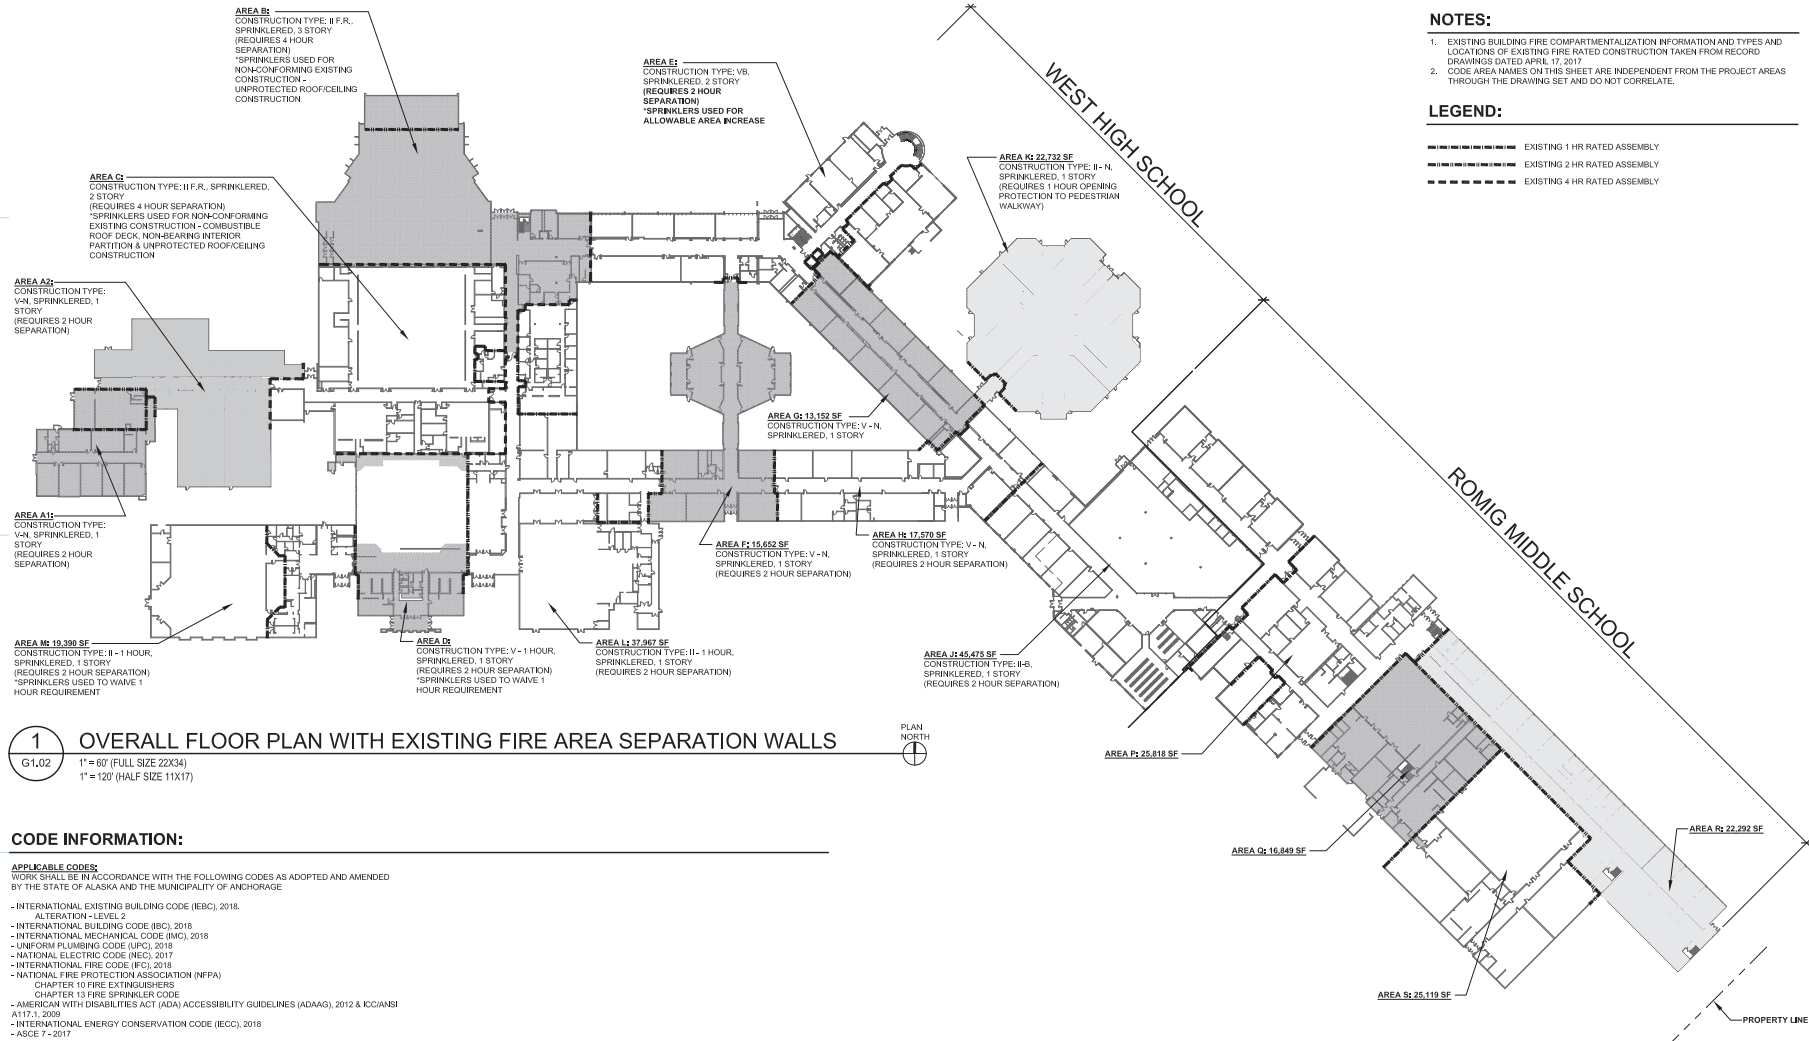 AREA B:
CONSTRUCTION TYPE: II F.R.,
SPRINKLERED, 3 STORY
(REQUIRES 4 HOUR
SEPARATION)
*SPRINKLERS USED FOR
NON-CONFORMING EXISTING
CONSTRUCTION -
UNPROTECTED ROOF/CEILING
CONSTRUCTION
AREA E:
CONSTRUCTION TYPE: VB,
SPRINKLERED, 2 STORY
(REQUIRES 2 HOUR
SEPARATION)
*SPRINKLERS USED FOR
ALLOWABLE AREA INCREASE
AREA C:
CONSTRUCTION TYPE: II F.R., SPRINKLERED,
2 STORY
(REQUIRES 4 HOUR SEPARATION)
*SPRINKLERS USED FOR NON-CONFORMING
EXISTING CONSTRUCTION - COMBUSTIBLE
ROOF DECK, NON-BEARING INTERIOR
PARTITION & UNPROTECTED ROOF/CEILING
CONSTRUCTION
AREA K: 22,732 SF
CONSTRUCTION TYPE: II - N,
SPRINKLERED, 1 STORY
(REQUIRES 1 HOUR OPENING
PROTECTION TO PEDESTRIAN
WALKWAY)
WEST HIGH SCHOOL
NOTES:
1. EXISTING BUILDING FIRE COMPARTMENTALIZATION INFORMATION AND TYPES AND
LOCATIONS OF EXISTING FIRE RATED CONSTRUCTION TAKEN FROM RECORD
DRAWINGS DATED APRIL 17, 2017
2. CODE AREA NAMES ON THIS SHEET ARE INDEPENDENT FROM THE PROJECT AREAS
THROUGH THE DRAWING SET AND DO NOT CORRELATE.
LEGEND:
EXISTING 1 HR RATED ASSEMBLY
EXISTING 2 HR RATED ASSEMBLY
EXISTING 4 HR RATED ASSEMBLY
AREA A2:
CONSTRUCTION TYPE:
V-N, SPRINKLERED, 1
STORY
(REQUIRES 2 HOUR
SEPARATION)
AREA G: 13,152 SF
CONSTRUCTION TYPE: V - N,
SPRINKLERED, 1 STORY
ROMIG MIDDLE SCHOOL
AREA A1:
CONSTRUCTION TYPE:
V-N, SPRINKLERED, 1
STORY
(REQUIRES 2 HOUR
SEPARATION)
AREA F: 15,652 SF
CONSTRUCTION TYPE: V - N,
SPRINKLERED, 1 STORY
(REQUIRES 2 HOUR SEPARATION)
AREA H: 17,570 SF
CONSTRUCTION TYPE: V - N,
SPRINKLERED, 1 STORY
(REQUIRES 2 HOUR SEPARATION)
AREA M: 19,390 SF
CONSTRUCTION TYPE: II - 1 HOUR,
SPRINKLERED, 1 STORY
(REQUIRES 2 HOUR SEPARATION)
*SPRINKLERS USED TO WAIVE 1
HOUR REQUIREMENT
AREA D:
CONSTRUCTION TYPE: V - 1 HOUR,
SPRINKLERED, 1 STORY
(REQUIRES 2 HOUR SEPARATION)
*SPRINKLERS USED TO WAIVE 1
HOUR REQUIREMENT
AREA L: 37,967 SF
CONSTRUCTION TYPE: II - 1 HOUR,
SPRINKLERED, 1 STORY
(REQUIRES 2 HOUR SEPARATION)
AREA J: 45,475 SF
CONSTRUCTION TYPE: II-B,
SPRINKLERED, 1 STORY
(REQUIRES 2 HOUR SEPARATION)
AREA P: 25,818 SF
AREA Q: 16,849 SF
AREA R: 22,292 SF
AREA S: 25,119 SF
PROPERTY LINE
1
G1.02
OVERALL FLOOR PLAN WITH EXISTING FIRE AREA SEPARATION WALLS
1" = 60' (FULL SIZE 22X34)
1" = 120' (HALF SIZE 11X17)
PLAN
NORTH
CODE INFORMATION:
APPLICABLE CODES:
WORK SHALL BE IN ACCORDANCE WITH THE FOLLOWING CODES AS ADOPTED AND AMENDED
BY THE STATE OF ALASKA AND THE MUNICIPALITY OF ANCHORAGE
- INTERNATIONAL EXISTING BUILDING CODE (IEBC), 2018.
ALTERATION - LEVEL 2
- INTERNATIONAL BUILDING CODE (IBC), 2018
- INTERNATIONAL MECHANICAL CODE (IMC), 2018
- UNIFORM PLUMBING CODE (UPC), 2018
- NATIONAL ELECTRIC CODE (NEC), 2017
- INTERNATIONAL FIRE CODE (IFC), 2018
- NATIONAL FIRE PROTECTION ASSOCIATION (NFPA)
CHAPTER 10 FIRE EXTINGUISHERS
CHAPTER 13 FIRE SPRINKLER CODE
- AMERICAN WITH DISABILITIES ACT (ADA) ACCESSIBILITY GUIDELINES (ADAAG), 2012 & ICC/ANSI
A117.1, 2009
- INTERNATIONAL ENERGY CONSERVATION CODE (IECC), 2018
- ASCE 7 - 2017